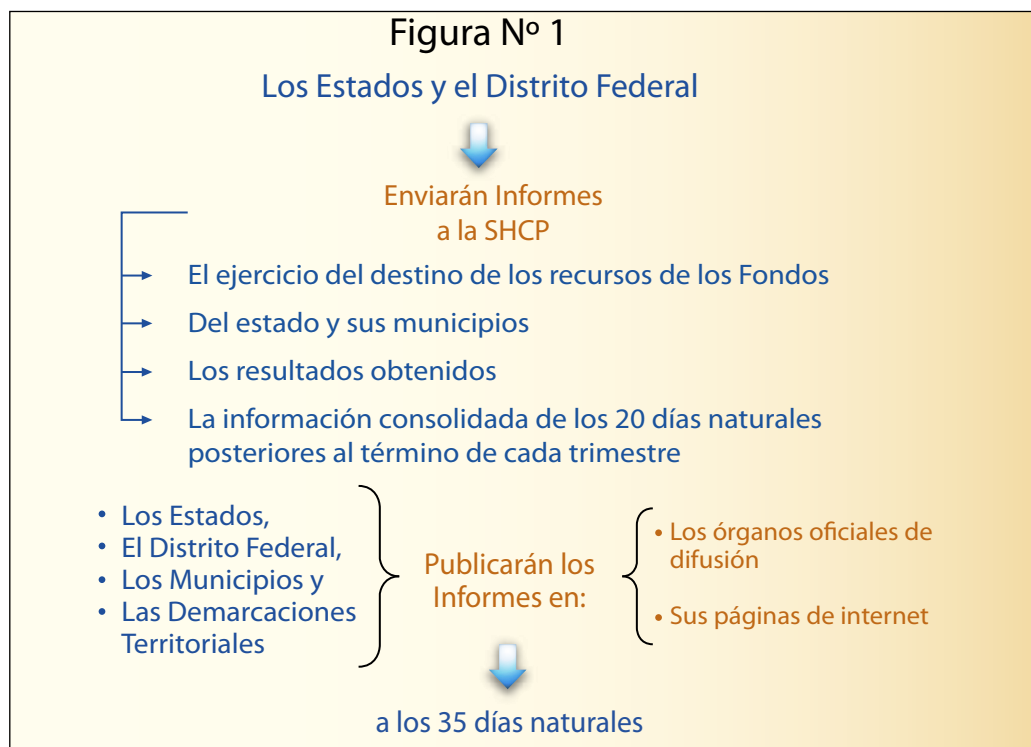 Figura Nº 1
Los Estados y el Distrito Federal
Enviarán Informes
a la SHCP
El ejercicio del destino de los recursos de los Fondos
Del estado y sus municipios
Los resultados obtenidos
La información consolidada de los 20 días naturales
posteriores al término de cada trimestre
• Los Estados,
• El Distrito Federal,
• Los Municipios y
• Las Demarcaciones
Territoriales
Publicarán los
Informes en:
• Los órganos oficiales de
difusión
• Sus páginas de internet
a los 35 días naturales